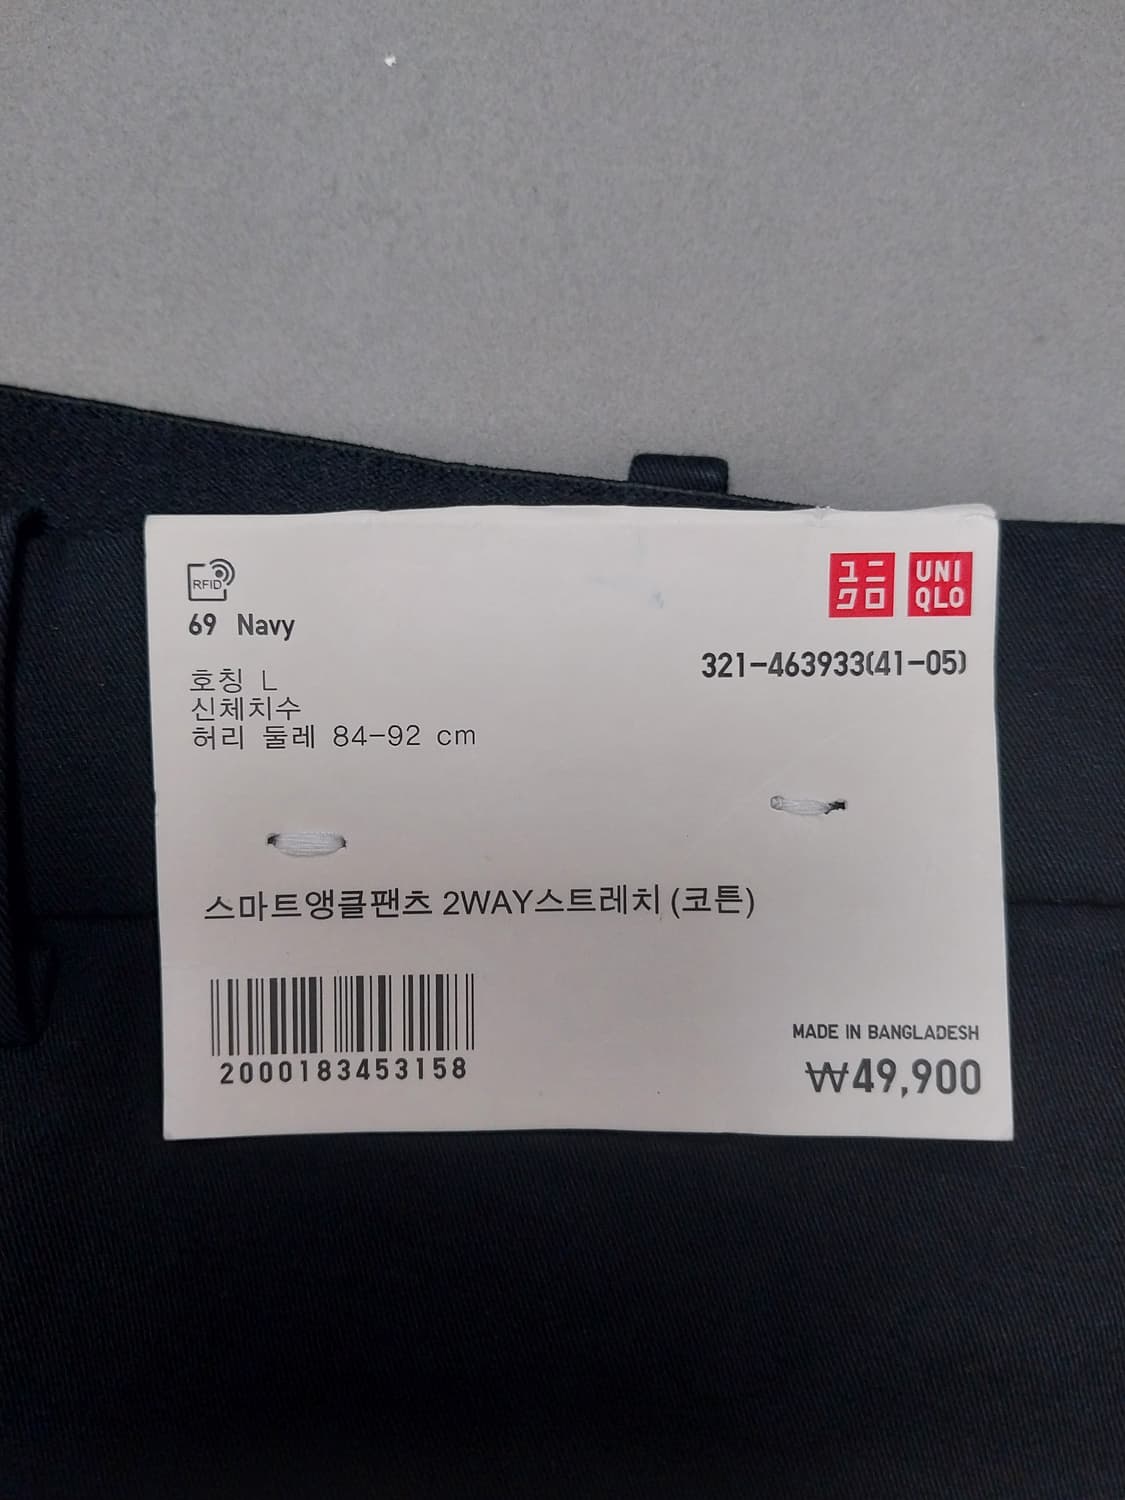 RFID
69 Navy
호칭 L
신체치수
허리 둘레 84-92 cm
ユニ
クロ
UNI
QLO
321-463933(41-05)
스마트앵클팬츠 2WAY스트레치 (코튼)
2000183453158
MADE IN BANGLADESH
₩49,900